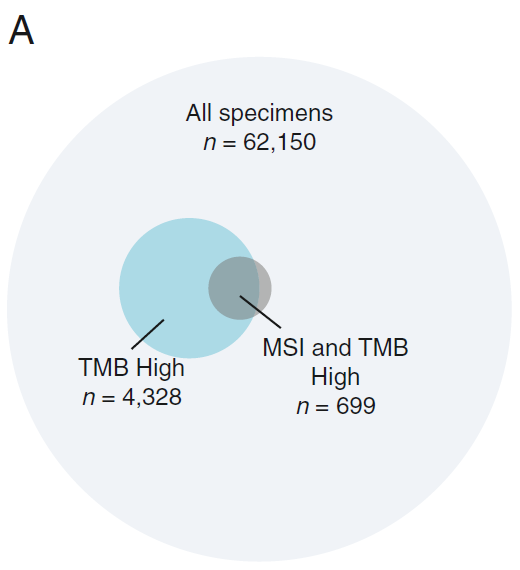 A
All specimens
n = 62,150
TMB High
n = 4,328
MSI and TMB
High
n = 699